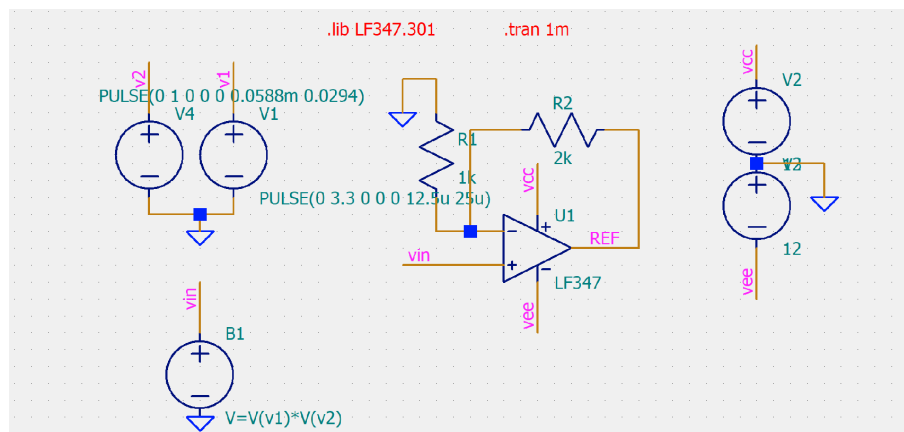 .lib LF347.301
.tran 1m
v2
v1
PULSE(0 1 0 0 0 0.0588m 0.0294)
V4
V1
PULSE(0 3.3 0 0 0 12.5u 25u)
R1
1k
R2
2k
vcc
U1
REF
vin
LF347
vee
vcc
V2
12
vee
vin
B1
V=V(v1)*V(v2)